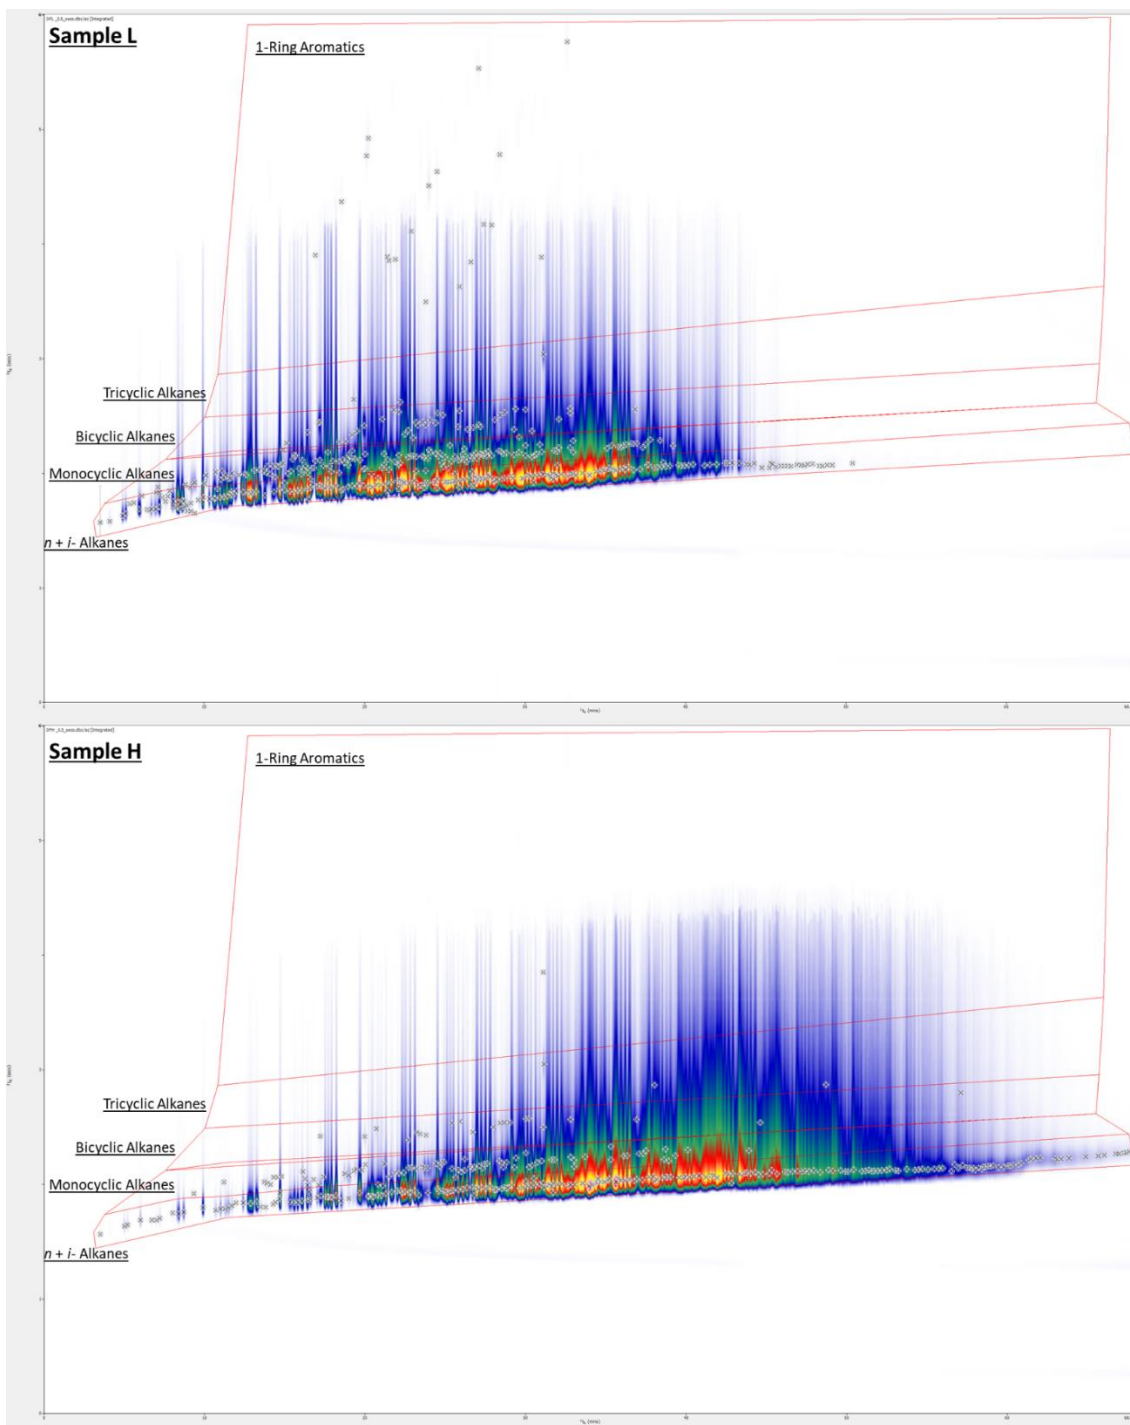 Sample L
1-Ring Aromatics
Tricyclic Alkanes
Bicyclic Alkanes
Monocyclic Alkanes
n + i- Alkanes
Sample H
1-Ring Aromatics
Tricyclic Alkanes
Bicyclic Alkanes
Monocyclic Alkanes
n + i- Alkanes